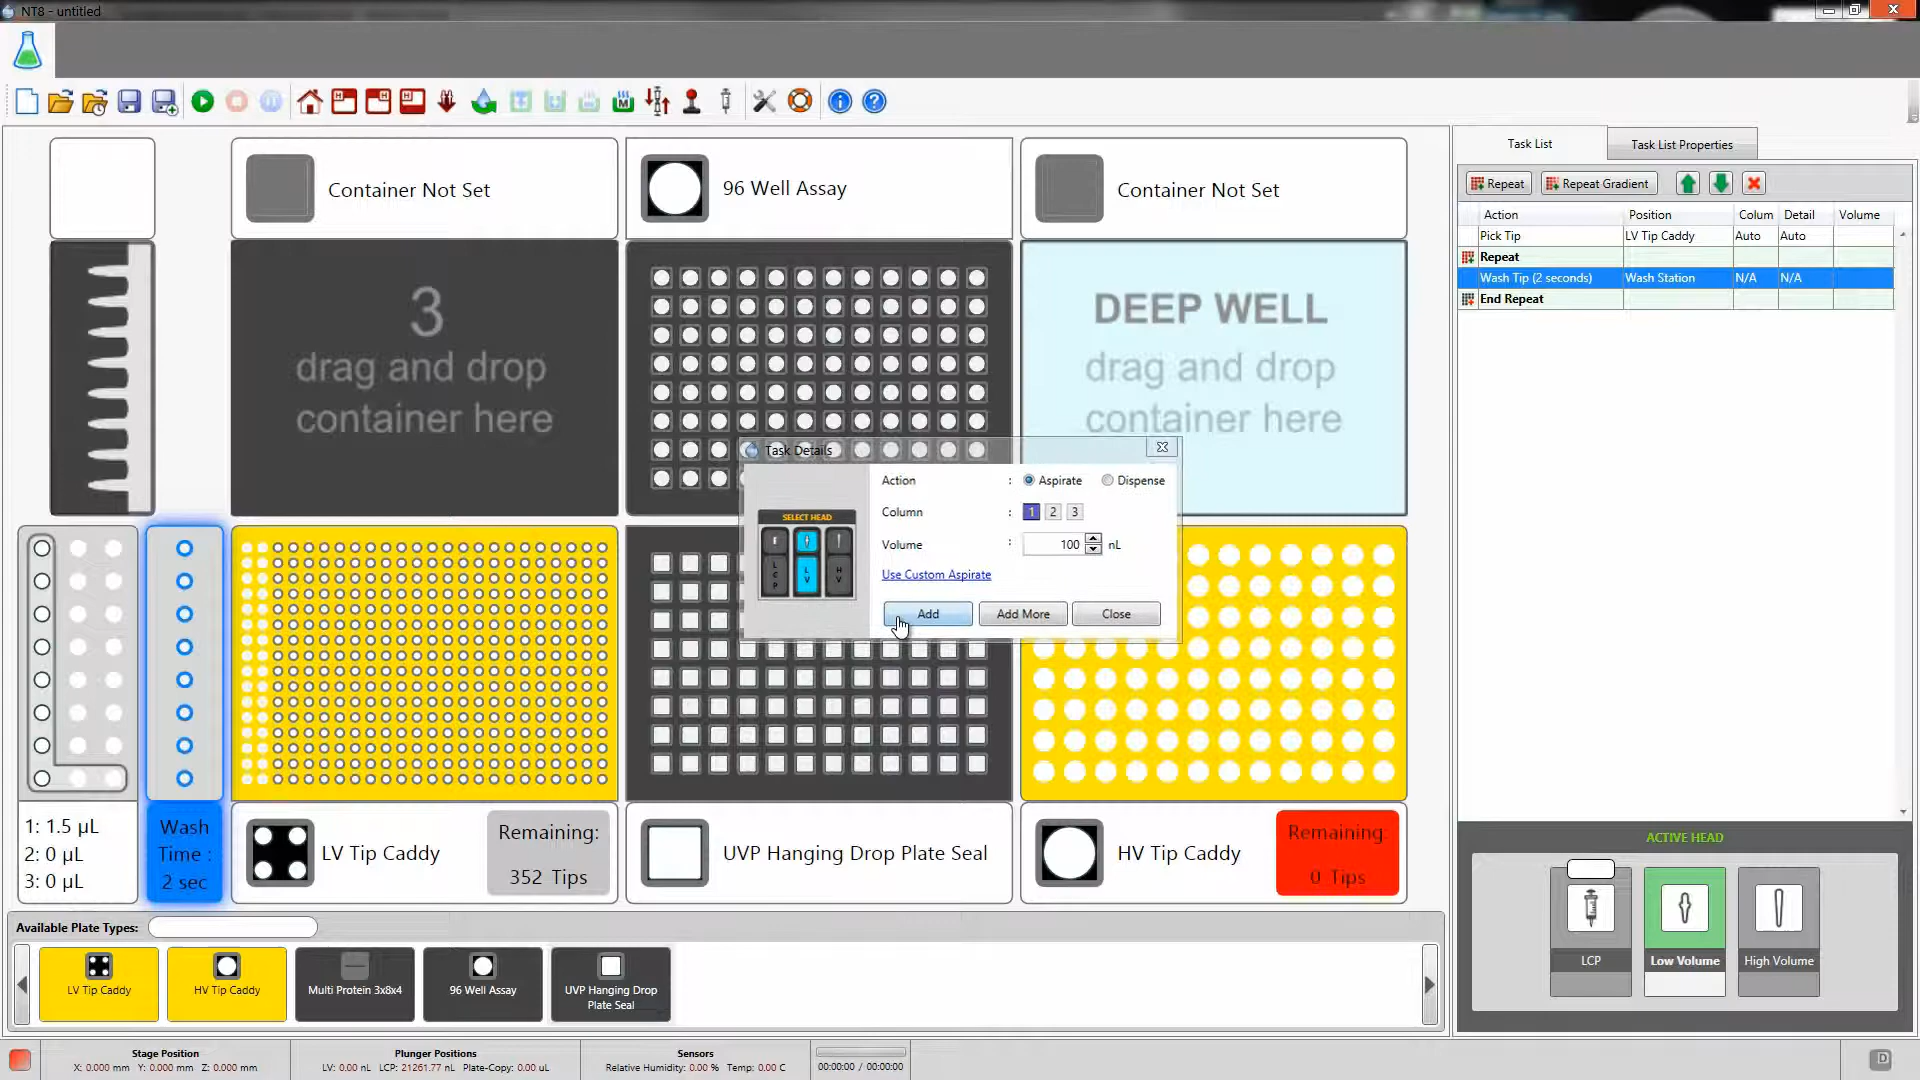 NT8 - untitled
Container Not Set
96 Well Assay
Container Not Set
3
drag and drop
container here
DEEP WELL
drag and drop
container here
Task Details
SELECT HEAD
LCP
LV
HV
Action : Aspirate Dispense
Column : 1 2 3
Volume : 100 nL
Use Custom Aspirate
Add Add More Close
1: 1.5 µL
2: 0 µL
3: 0 µL
Wash
Time :
2 sec
LV Tip Caddy
Remaining:
352 Tips
UVP Hanging Drop Plate Seal
HV Tip Caddy
Remaining:
0 Tips
Available Plate Types:
LV Tip Caddy
HV Tip Caddy
Multi Protein 3x8x4
96 Well Assay
UVP Hanging Drop
Plate Seal
Task List Task List Properties
Repeat Repeat Gradient
Action Position Colum Detail Volume
Pick Tip LV Tip Caddy Auto Auto
Repeat
Wash Tip (2 seconds) Wash Station N/A N/A
End Repeat
ACTIVE HEAD
LCP Low Volume High Volume
Stage Position
X: 0.000 mm Y: 0.000 mm Z: 0.000 mm
Plunger Positions
LV: 0.00 nL LCP: 21261.77 nL Plate-Copy: 0.00 uL
Sensors
Relative Humidity: 0.00 % Temp: 0.00 C
00:00:00 / 00:00:00
D